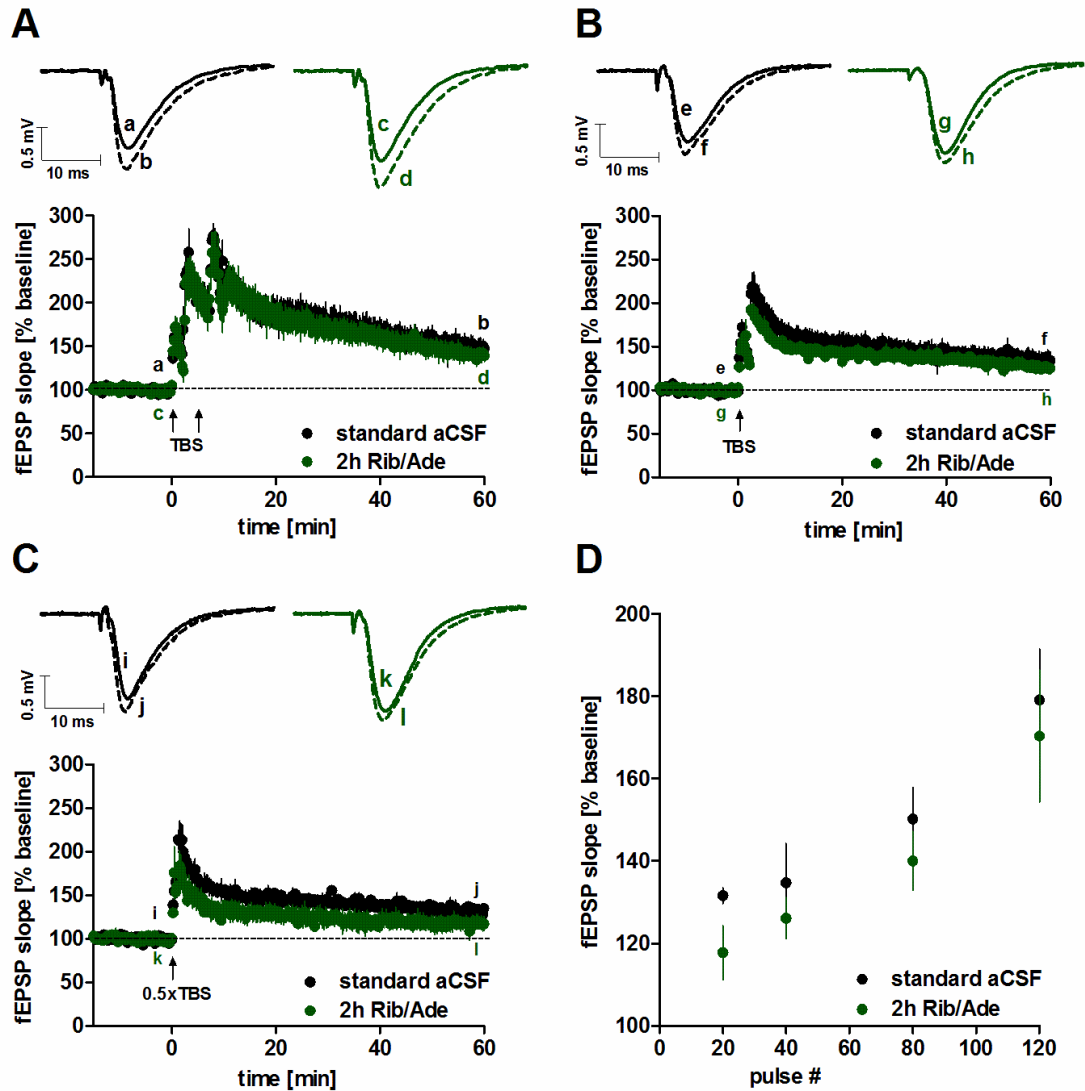 A
a
b
c
d
0.5 mV
10 ms
fEPSP slope [% baseline]
300
250
200
150
100
50
0
a
c
b
d
TBS
standard aCSF
2h Rib/Ade
0
20
40
60
time [min]
B
e
f
g
h
0.5 mV
10 ms
fEPSP slope [% baseline]
300
250
200
150
100
50
0
e
g
f
h
TBS
standard aCSF
2h Rib/Ade
0
20
40
60
time [min]
C
i
j
k
l
0.5 mV
10 ms
fEPSP slope [% baseline]
300
250
200
150
100
50
0
i
k
j
l
0.5xTBS
standard aCSF
2h Rib/Ade
0
20
40
60
time [min]
D
fEPSP slope [% baseline]
200
180
160
140
120
100
standard aCSF
2h Rib/Ade
0
20
40
60
80
100
120
pulse #